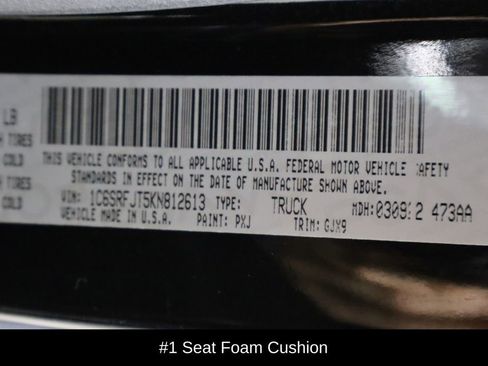 LB
TIRES
COLD
TIRES
COLD
THIS VEHICLE CONFORMS TO ALL APPLICABLE U.S.A. FEDERAL MOTOR VEHICLE SAFETY
STANDARDS IN EFFECT ON THE DATE OF MANUFACTURE SHOWN ABOVE.
VIN: 1C6SRFJT5KN812613 TYPE: TRUCK MDH: 473AA
VEHICLE MADE IN U.S.A. PAINT: PXJ TRIM: GJX9
#1 Seat Foam Cushion